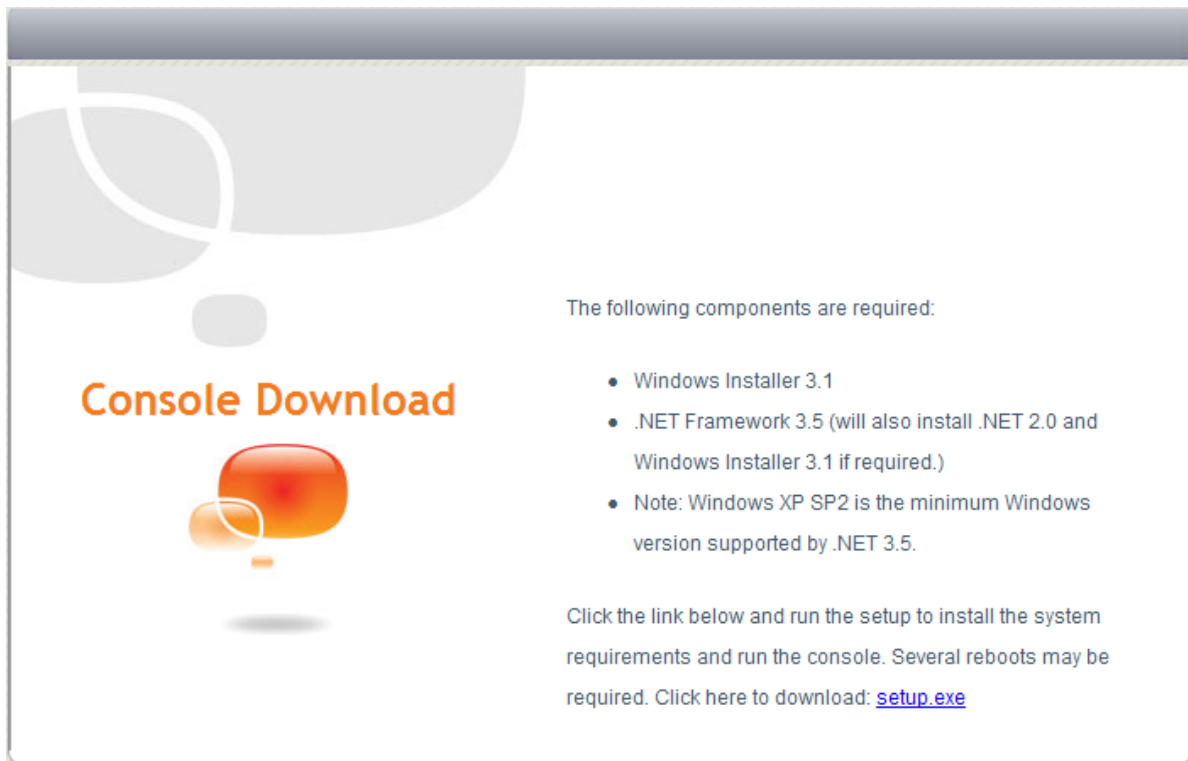 Console Download
The following components are required:
● Windows Installer 3.1
● .NET Framework 3.5 (will also install .NET 2.0 and
Windows Installer 3.1 if required.)
● Note: Windows XP SP2 is the minimum Windows
version supported by .NET 3.5.
Click the link below and run the setup to install the system
requirements and run the console. Several reboots may be
required. Click here to download: setup.exe